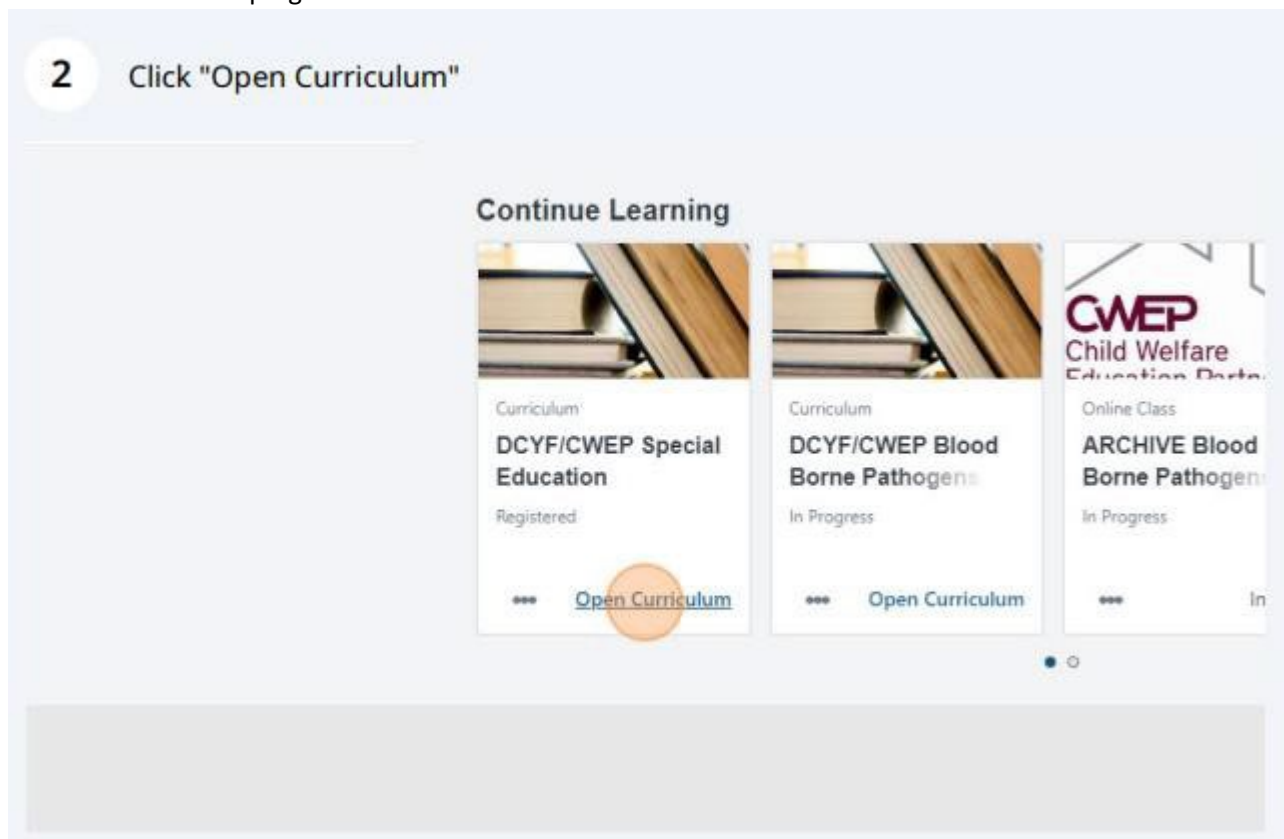 2 Click "Open Curriculum"
Continue Learning
CWEP
Child Welfare
Curriculum
DCYF/CWEP Special
Education
Registered
••• Open Curriculum
Curriculum
DCYF/CWEP Blood
Borne Pathogens
In Progress
••• Open Curriculum
Online Class
ARCHIVE Blood
Borne Pathogen
In Progress
••• In